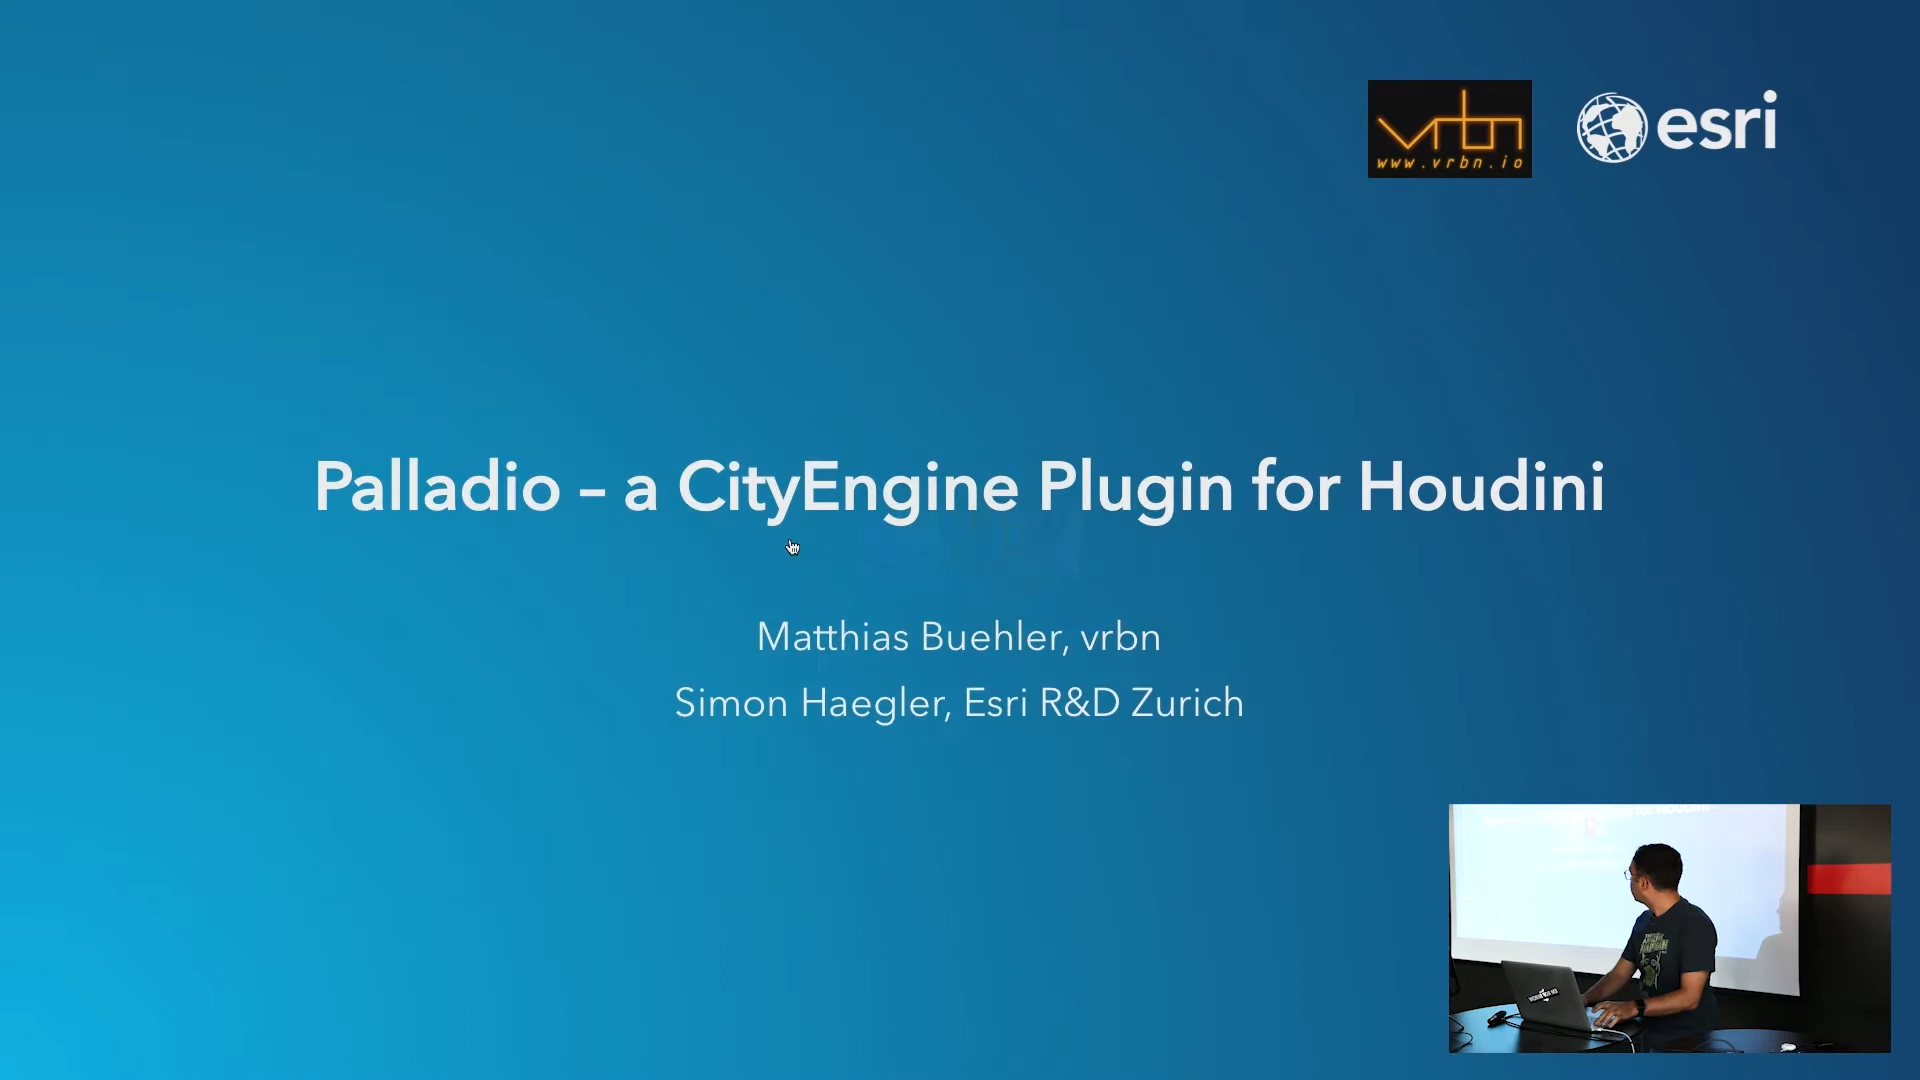 vrbn
www.vrbn.io
esri
Palladio – a CityEngine Plugin for Houdini
Matthias Buehler, vrbn
Simon Haegler, Esri R&D Zurich